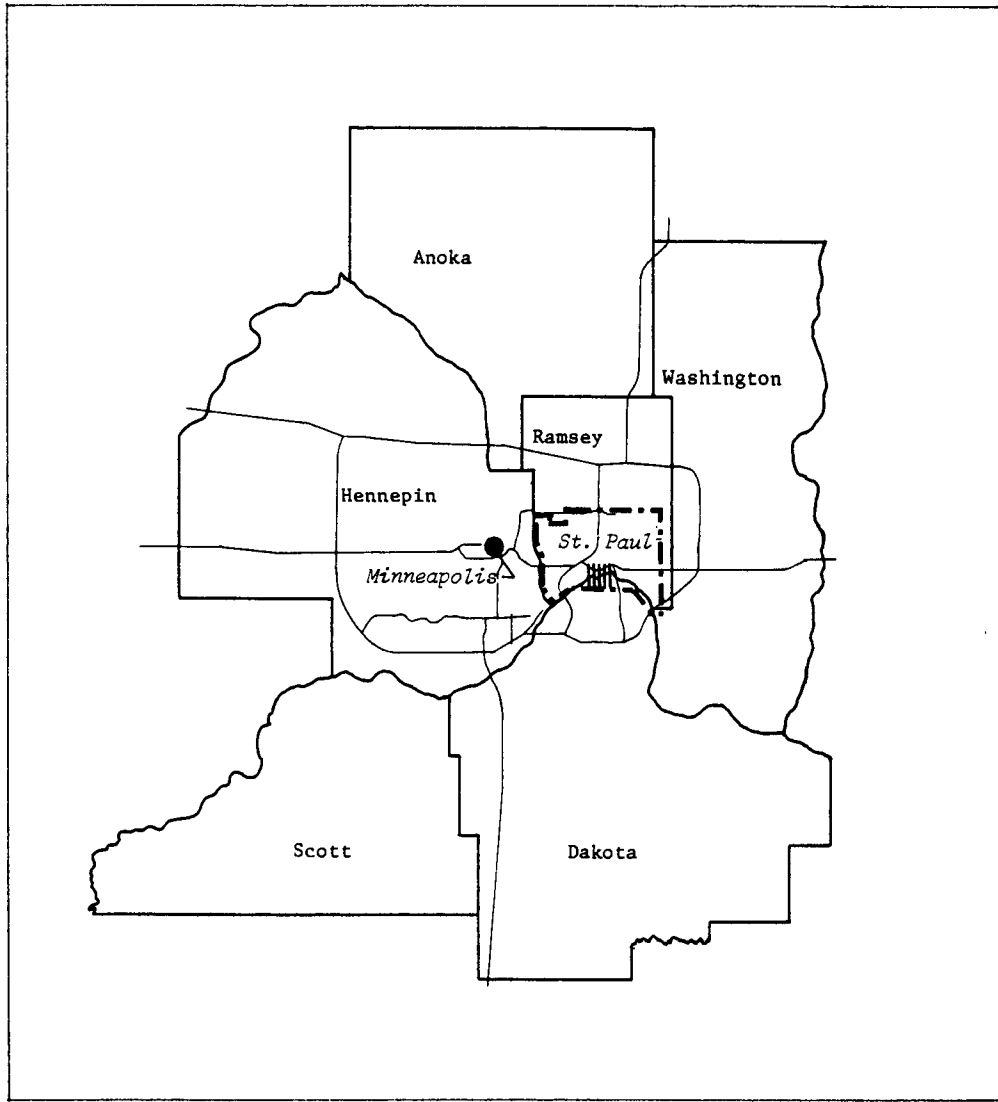 Anoka
Washington
Ramsey
Hennepin
St. Paul
Minneapolis
Scott
Dakota